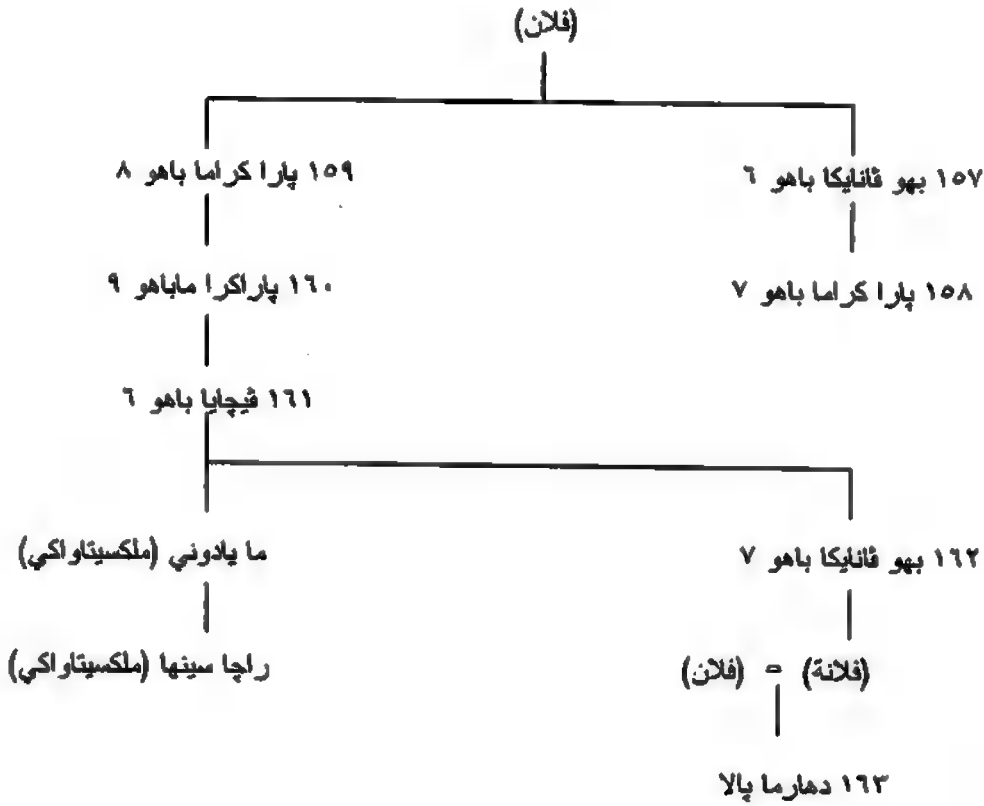 (فلان)
١٥٧ بهو ڤانايكا باهو ٦
١٥٩ پارا كراما باهو ٨
١٥٨ پارا كراما باهو ٧
١٦٠ پاراكرا ماباهو ٩
١٦١ ڤيچايا باهو ٦
١٦٢ بهو ڤانايكا باهو ٧
ما يادوني (ملكسيتاواكي)
(فلانة) = (فلان)
راچا سينها (ملكسيتاواكي)
١٦٣ دهارما پالا